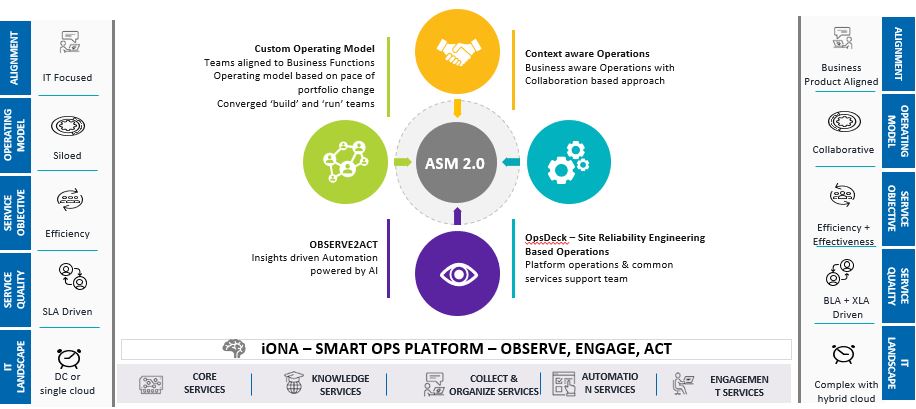 ALIGNMENT
IT Focused
OPERATING
MODEL
Siloed
SERVICE
OBJECTIVE
Efficiency
SERVICE
QUALITY
SLA Driven
IT
LANDSCAPE
DC or
single cloud
Custom Operating Model
Teams aligned to Business Functions
Operating model based on pace of
portfolio change
Converged ‘build’ and ‘run’ teams
Context aware Operations
Business aware Operations with
Collaboration based approach
ASM 2.0
OBSERVE2ACT
Insights driven Automation
powered by AI
OpsDeck – Site Reliability Engineering
Based Operations
Platform operations & common
services support team
iONA – SMART OPS PLATFORM – OBSERVE, ENGAGE, ACT
CORE
SERVICES
KNOWLEDGE
SERVICES
COLLECT &
ORGANIZE SERVICES
AUTOMATIO
N SERVICES
ENGAGEMEN
T SERVICES
Business
Product Aligned
ALIGNMENT
Collaborative
OPERATING
MODEL
Efficiency +
Effectiveness
SERVICE
OBJECTIVE
BLA + XLA
Driven
SERVICE
QUALITY
Complex with
hybrid cloud
IT
LANDSCAPE